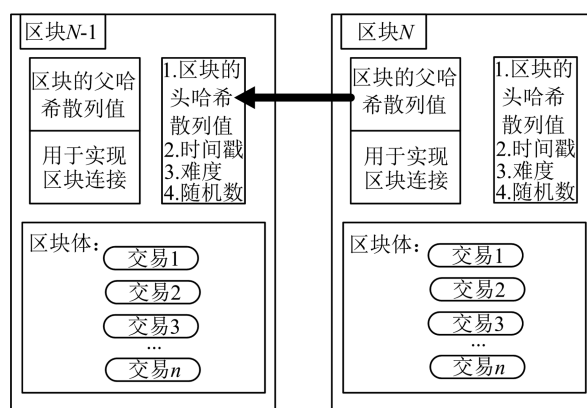 区块N-1
区块的父哈
希散列值
用于实现
区块连接
1.区块的
头哈希
散列值
2.时间戳
3.难度
4.随机数
区块体：
交易1
交易2
交易3
...
交易n
区块N
区块的父哈
希散列值
用于实现
区块连接
1.区块的
头哈希
散列值
2.时间戳
3.难度
4.随机数
区块体：
交易1
交易2
交易3
...
交易n